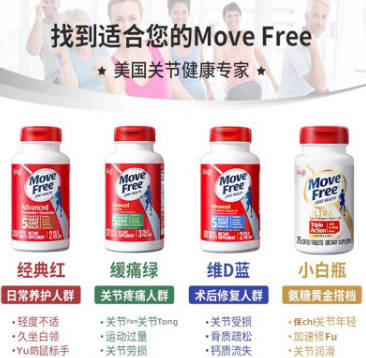 找到适合您的Move Free
★ 美国关节健康专家 ★
Move Free
Advanced
Move Free
Advanced
Move Free
Advanced
Move Free
ULTRA
Triple Action
经典红
缓痛绿
维D蓝
小白瓶
日常养护人群
关节疼痛人群
术后修复人群
氨糖黄金搭档
• 轻度不适
• 久坐白领
• Yu防鼠标手
• 关节Yan关节Tong
• 运动过量
• 关节劳损
• 关节受损
• 骨质疏松
• 钙质流失
• 保chi关节年轻
• 加速修Fu
• 关节润滑